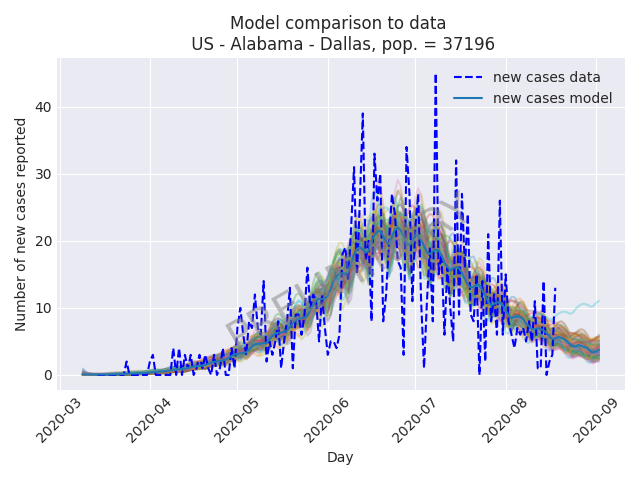 Model comparison to data
US - Alabama - Dallas, pop. = 37196
new cases data
new cases model
Number of new cases reported
40
30
20
10
0
2020-03
2020-04
2020-05
2020-06
2020-07
2020-08
2020-09
Day